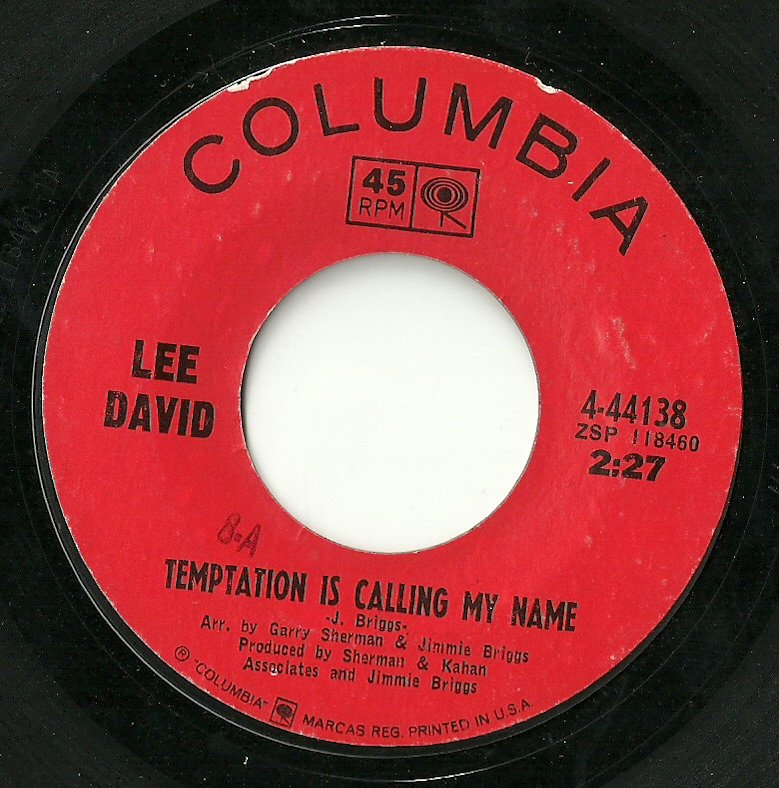 COLUMBIA
45
RPM
LEE
DAVID
4-44138
ZSP 118460
2:27
8-A
TEMPTATION IS CALLING MY NAME
-J. Briggs-
Arr. by Garry Sherman & Jimmie Briggs
Produced by Sherman & Kahan
Associates and Jimmie Briggs
® "COLUMBIA" MARCAS REG. PRINTED IN U.S.A.